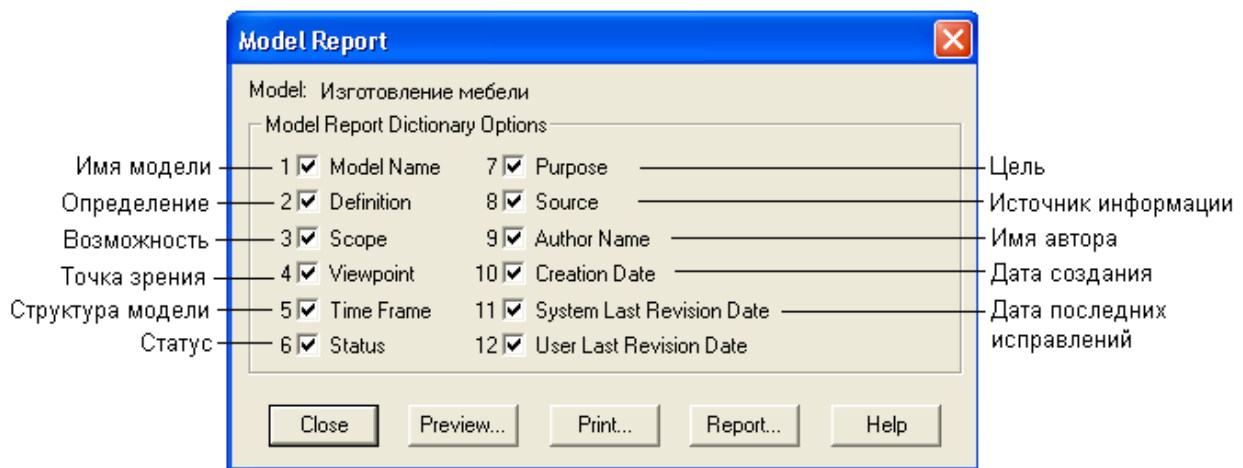 Model Report
Model: Изготовление мебели
Model Report Dictionary Options
Имя модели 1 Model Name 7 Purpose Цель
Определение 2 Definition 8 Source Источник информации
Возможность 3 Scope 9 Author Name Имя автора
Точка зрения 4 Viewpoint 10 Creation Date Дата создания
Структура модели 5 Time Frame 11 System Last Revision Date Дата последних
Статус 6 Status 12 User Last Revision Date исправлений
Close Preview... Print... Report... Help